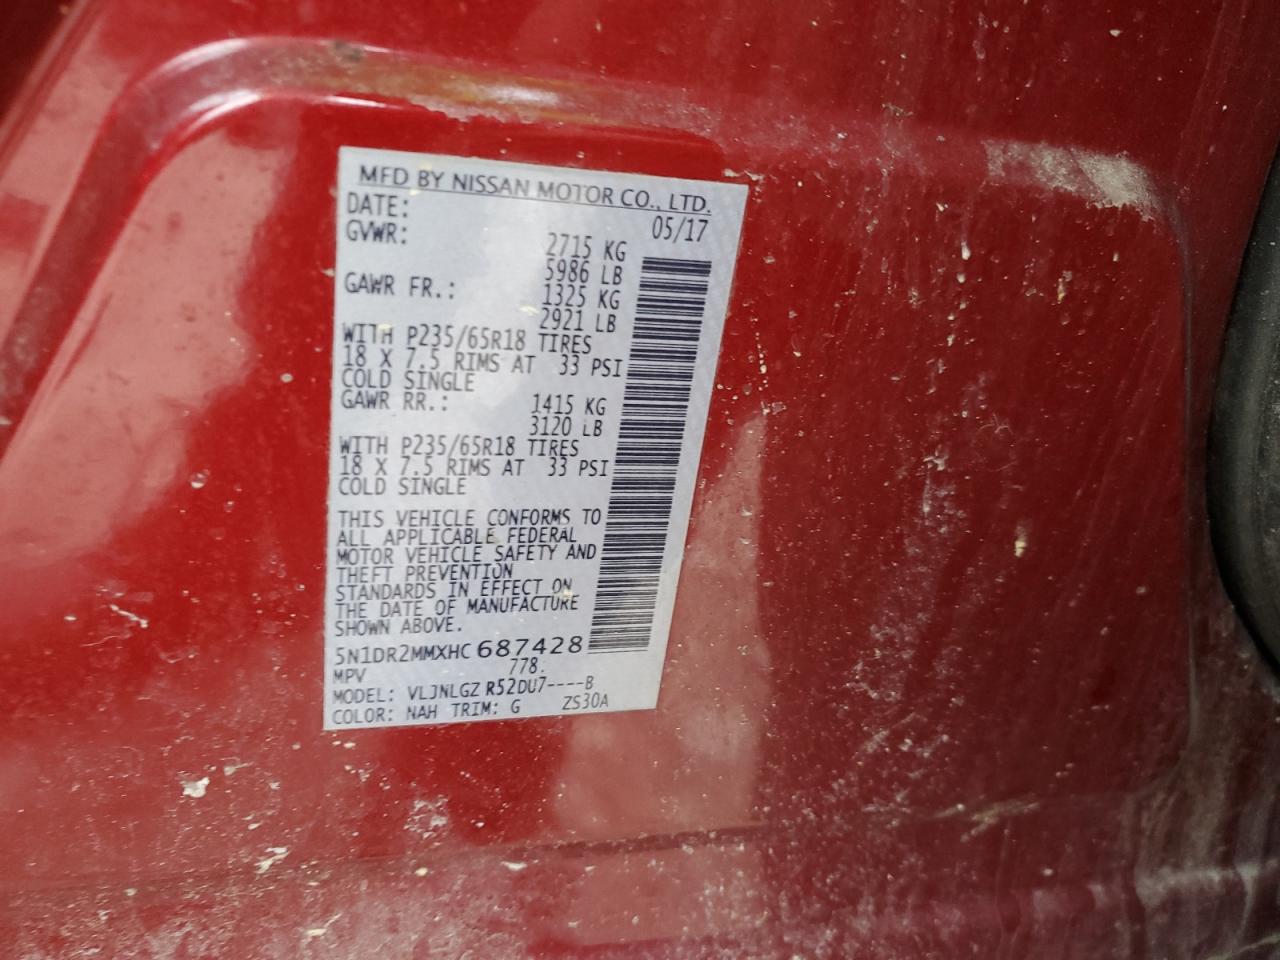 MFD BY NISSAN MOTOR CO., LTD.
DATE: 05/17
GVWR: 2715 KG
5986 LB
GAWR FR.: 1325 KG
2921 LB
WITH P235/65R18 TIRES
18 X 7.5 RIMS AT 33 PSI
COLD SINGLE
GAWR RR.: 1415 KG
3120 LB
WITH P235/65R18 TIRES
18 X 7.5 RIMS AT 33 PSI
COLD SINGLE
THIS VEHICLE CONFORMS TO
ALL APPLICABLE FEDERAL
MOTOR VEHICLE SAFETY AND
THEFT PREVENTION
STANDARDS IN EFFECT ON
THE DATE OF MANUFACTURE
SHOWN ABOVE.
5N1DR2MMXHC 687428
MPV 778.
MODEL: VLJNLGZ R52DU7----B
COLOR: NAH TRIM: G ZS30A